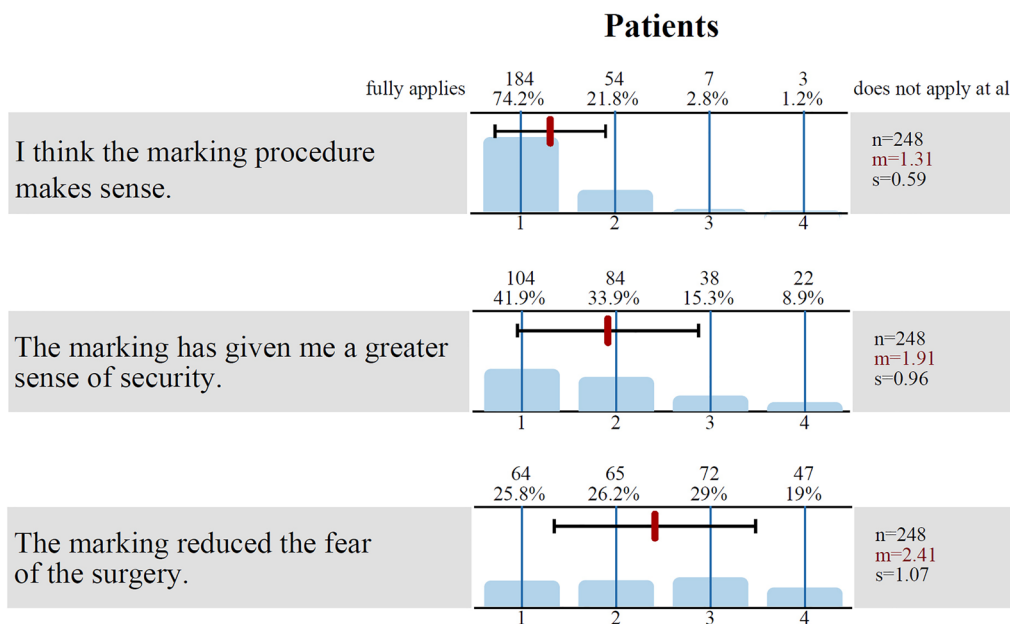 Patients
fully applies
184 54 7 3
74.2% 21.8% 2.8% 1.2%
does not apply at al
I think the marking procedure
makes sense.
n=248
m=1.31
s=0.59
1 2 3 4
104 84 38 22
41.9% 33.9% 15.3% 8.9%
The marking has given me a greater
sense of security.
n=248
m=1.91
s=0.96
1 2 3 4
64 65 72 47
25.8% 26.2% 29% 19%
The marking reduced the fear
of the surgery.
n=248
m=2.41
s=1.07
1 2 3 4